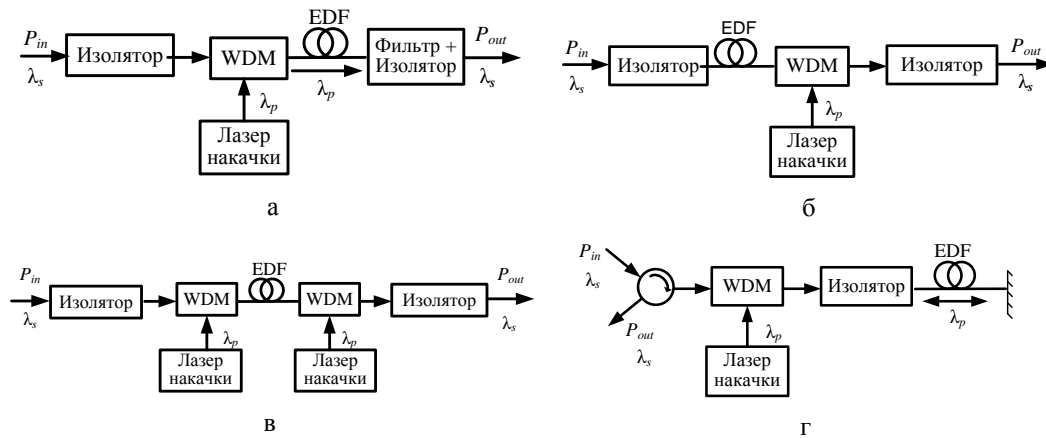 EDF
P_in
λ_s
Изолятор
WDM
λ_p
Фильтр +
Изолятор
P_out
λ_s
λ_p
Лазер
накачки
а
EDF
P_in
λ_s
Изолятор
WDM
Изолятор
P_out
λ_s
λ_p
Лазер
накачки
б
EDF
P_in
λ_s
Изолятор
WDM
WDM
Изолятор
P_out
λ_s
λ_p
λ_p
Лазер
накачки
Лазер
накачки
в
P_in
λ_s
P_out
λ_s
WDM
Изолятор
EDF
λ_p
λ_p
Лазер
накачки
г